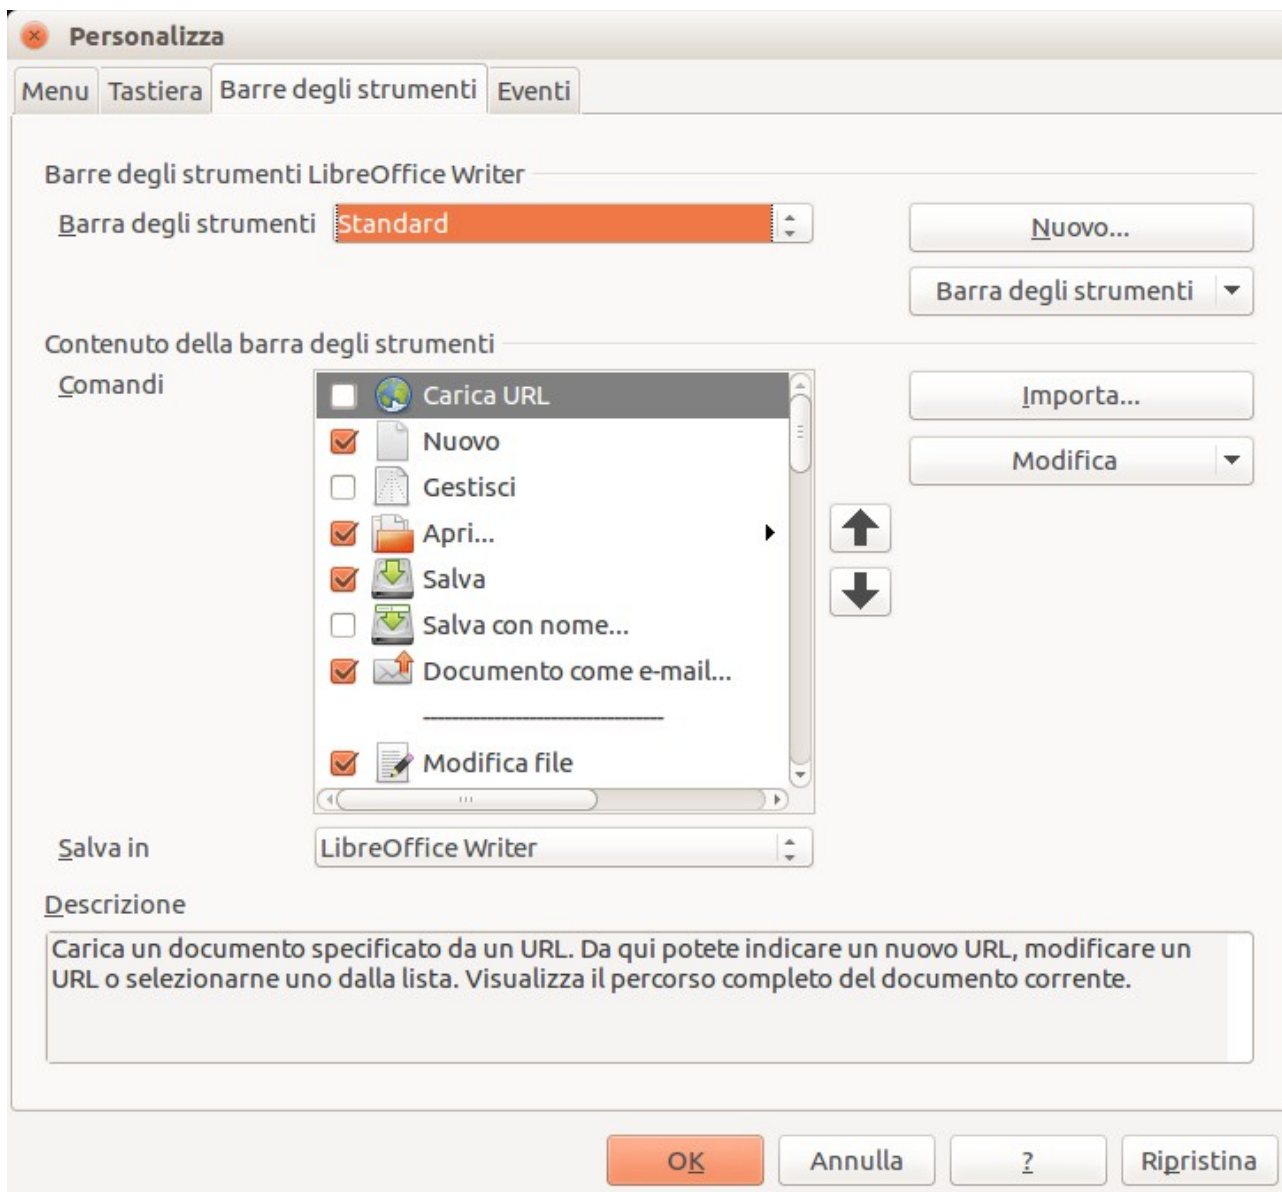 Personalizza
Menu Tastiera Barre degli strumenti Eventi
Barre degli strumenti LibreOffice Writer
Barra degli strumenti Standard Nuovo...
Barra degli strumenti
Contenuto della barra degli strumenti
Comandi Carica URL Importa...
Nuovo
Modifica
Gestisci
Apri...
Salva
Salva con nome...
Documento come e-mail...
Modifica file
Salva in LibreOffice Writer
Descrizione
Carica un documento specificato da un URL. Da qui potete indicare un nuovo URL, modificare un
URL o selezionarne uno dalla lista. Visualizza il percorso completo del documento corrente.
OK Annulla ? Ripristina